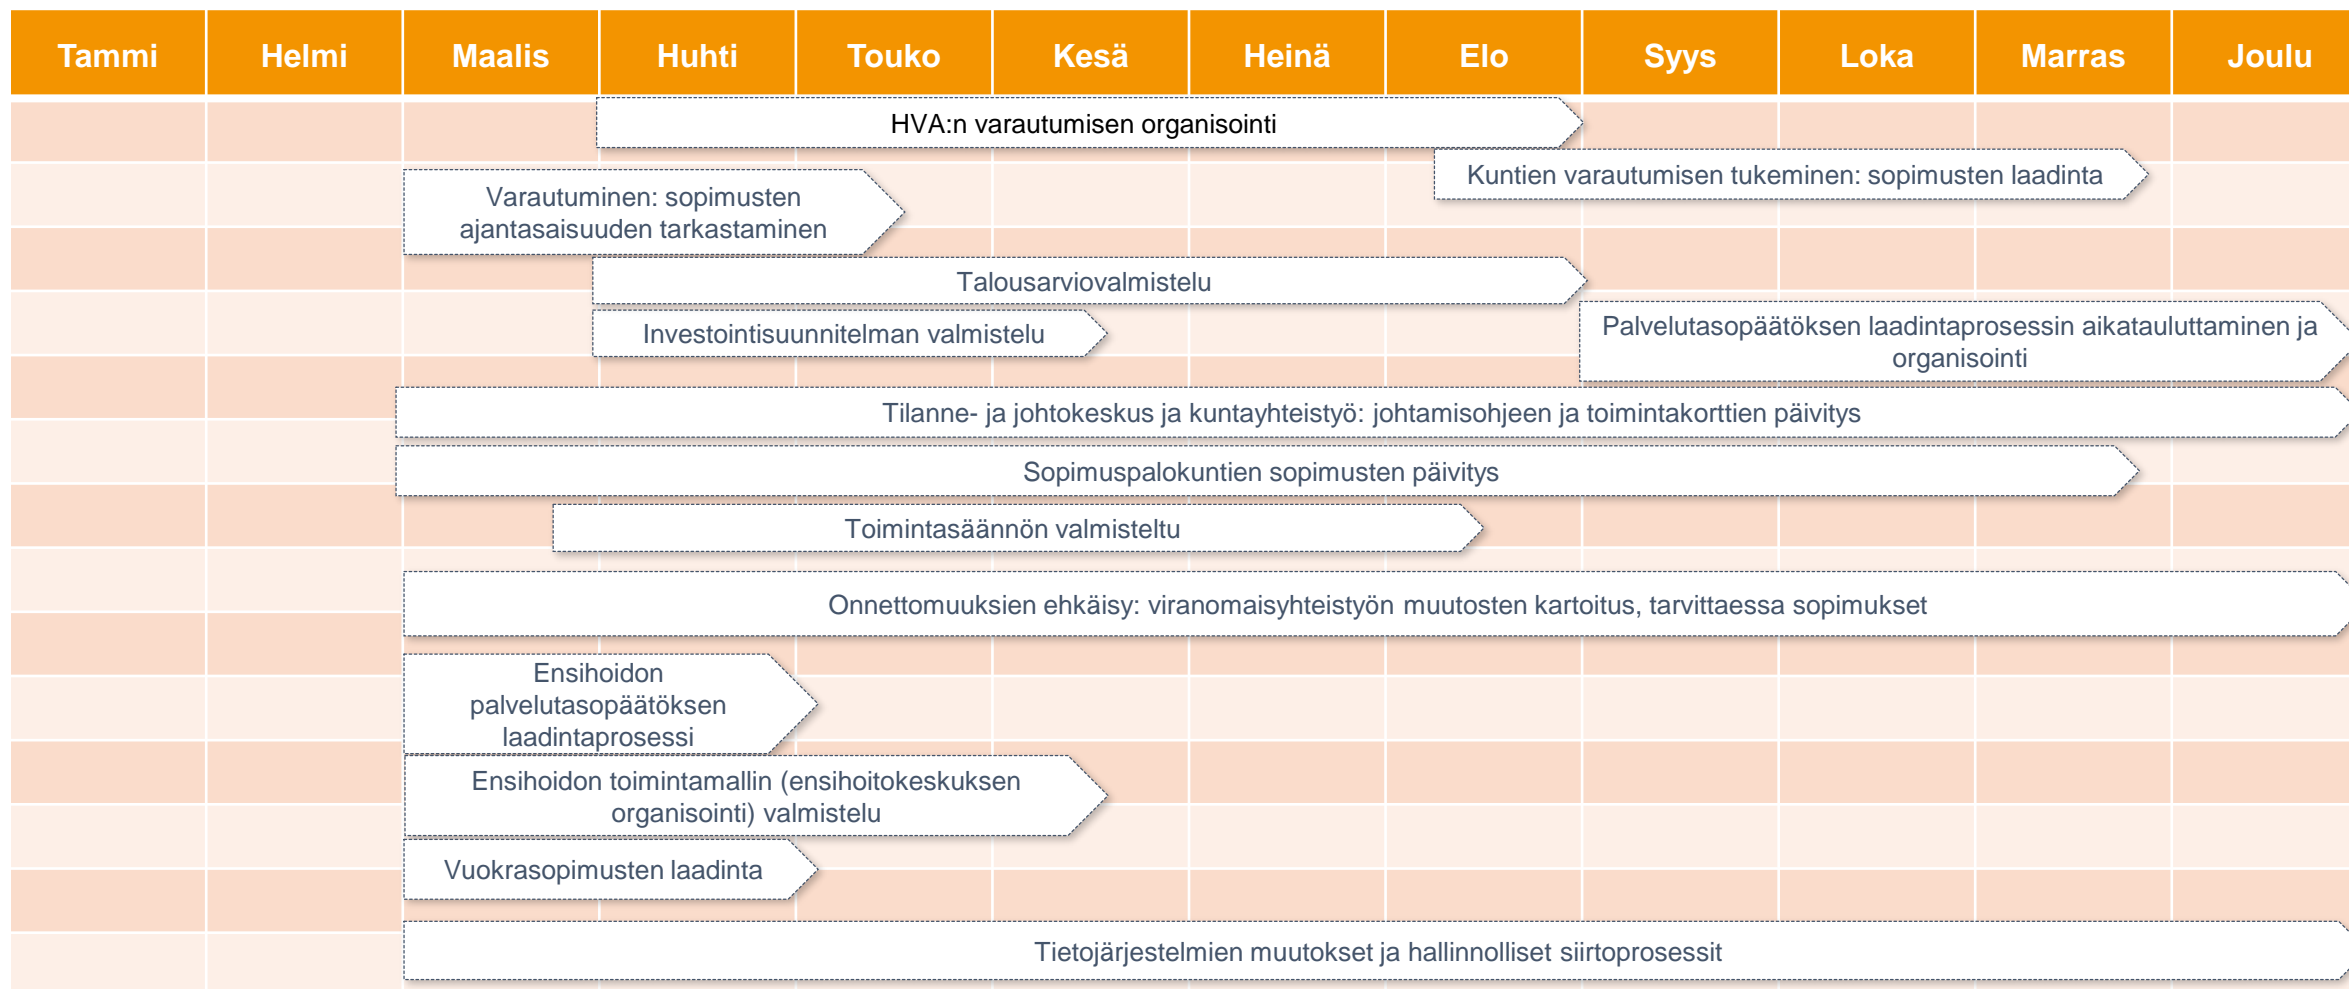 Tammi
Helmi
Maalis
Huhti
Touko
Kesä
Heinä
Elo
Syys
Loka
Marras
Joulu
HVA:n varautumisen organisointi
Kuntien varautumisen tukeminen: sopimusten laadinta
Varautuminen: sopimusten
ajantasaisuuden tarkastaminen
Talousarviovalmistelu
Investointisuunnitelman valmistelu
Palvelutasopäätöksen laadintaprosessin aikatauluttaminen ja
organisointi
Tilanne- ja johtokeskus ja kuntayhteistyö: johtamisohjeen ja toimintakorttien päivitys
Sopimuspalokuntien sopimusten päivitys
Toimintasäännön valmisteltu
Onnettomuuksien ehkäisy: viranomaisyhteistyön muutosten kartoitus, tarvittaessa sopimukset
Ensihoidon
palvelutasopäätöksen
laadintaprosessi
Ensihoidon toimintamallin (ensihoitokeskuksen
organisointi) valmistelu
Vuokrasopimusten laadinta
Tietojärjestelmien muutokset ja hallinnolliset siirtoprosessit